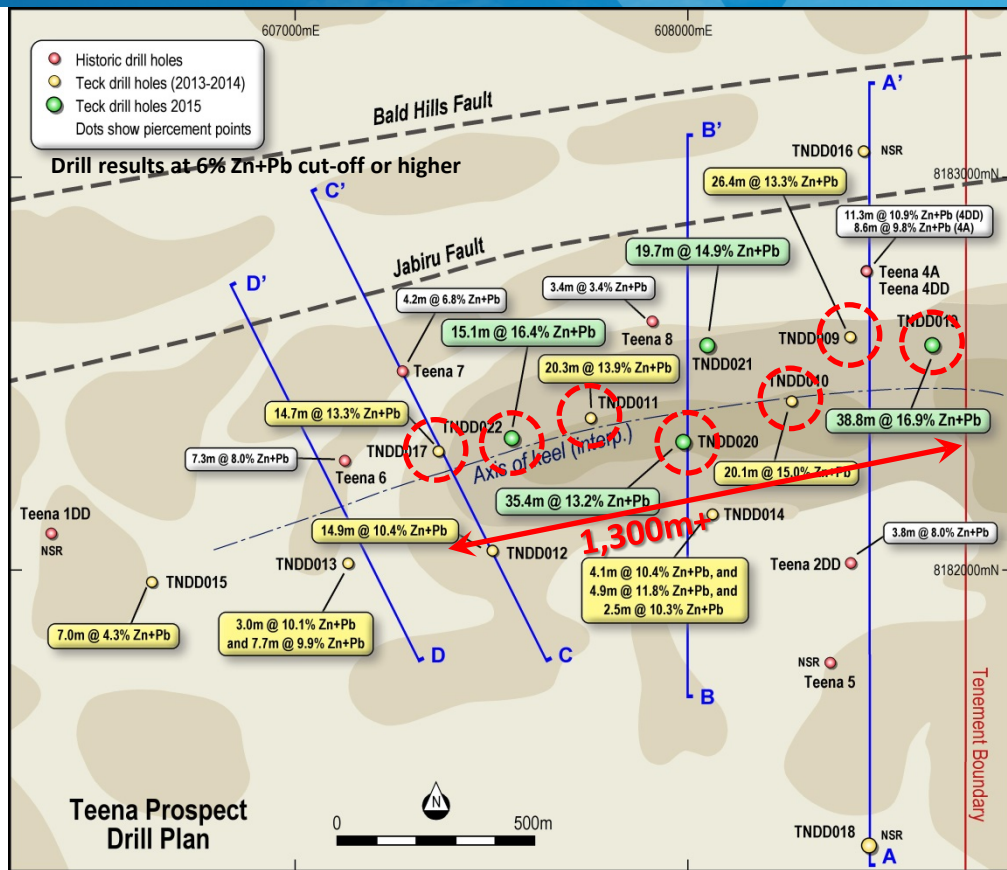 607000mE
608000mE
Historic drill holes
Teck drill holes (2013-2014)
Teck drill holes 2015
Dots show piercement points
Drill results at 6% Zn+Pb cut-off or higher
Bald Hills Fault
A'
B'
TNDD016
NSR
8183000mN
C'
26.4m @ 13.3% Zn+Pb
11.3m @ 10.9% Zn+Pb (4DD)
8.6m @ 9.8% Zn+Pb (4A)
19.7m @ 14.9% Zn+Pb
Jabiru Fault
Teena 4A
Teena 4DD
D'
4.2m @ 6.8% Zn+Pb
3.4m @ 3.4% Zn+Pb
15.1m @ 16.4% Zn+Pb
Teena 8
TNDD009
TNDD019
TNDD021
20.3m @ 13.9% Zn+Pb
Teena 7
TNDD010
14.7m @ 13.3% Zn+Pb
TNDD011
38.8m @ 16.9% Zn+Pb
TNDD022
TNDD017
TNDD020
Axis of keel (interp.)
7.3m @ 8.0% Zn+Pb
Teena 6
20.1m @ 15.0% Zn+Pb
35.4m @ 13.2% Zn+Pb
Teena 1DD
NSR
14.9m @ 10.4% Zn+Pb
1,300m+
TNDD014
3.8m @ 8.0% Zn+Pb
TNDD012
TNDD013
Teena 2DD
8182000mN
TNDD015
4.1m @ 10.4% Zn+Pb, and
4.9m @ 11.8% Zn+Pb, and
2.5m @ 10.3% Zn+Pb
7.0m @ 4.3% Zn+Pb
3.0m @ 10.1% Zn+Pb
and 7.7m @ 9.9% Zn+Pb
D
C
NSR
Teena 5
B
Tenement Boundary
Teena Prospect
Drill Plan
N
0
500m
TNDD018
NSR
A